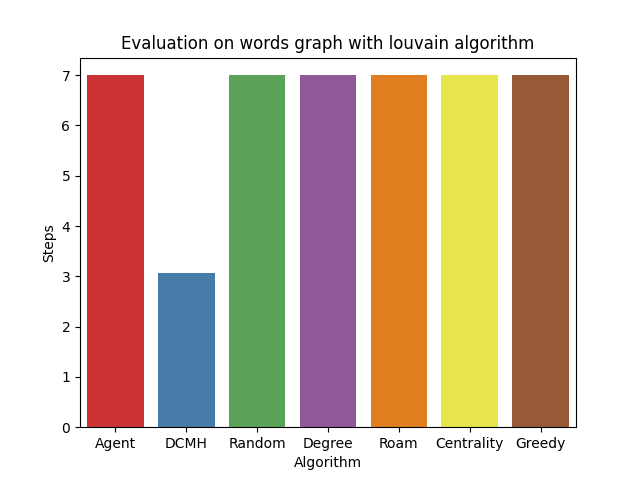 Evaluation on words graph with louvain algorithm
7
6
5
4
3
2
1
0
Steps
Agent DCMH Random Degree Roam Centrality Greedy
Algorithm